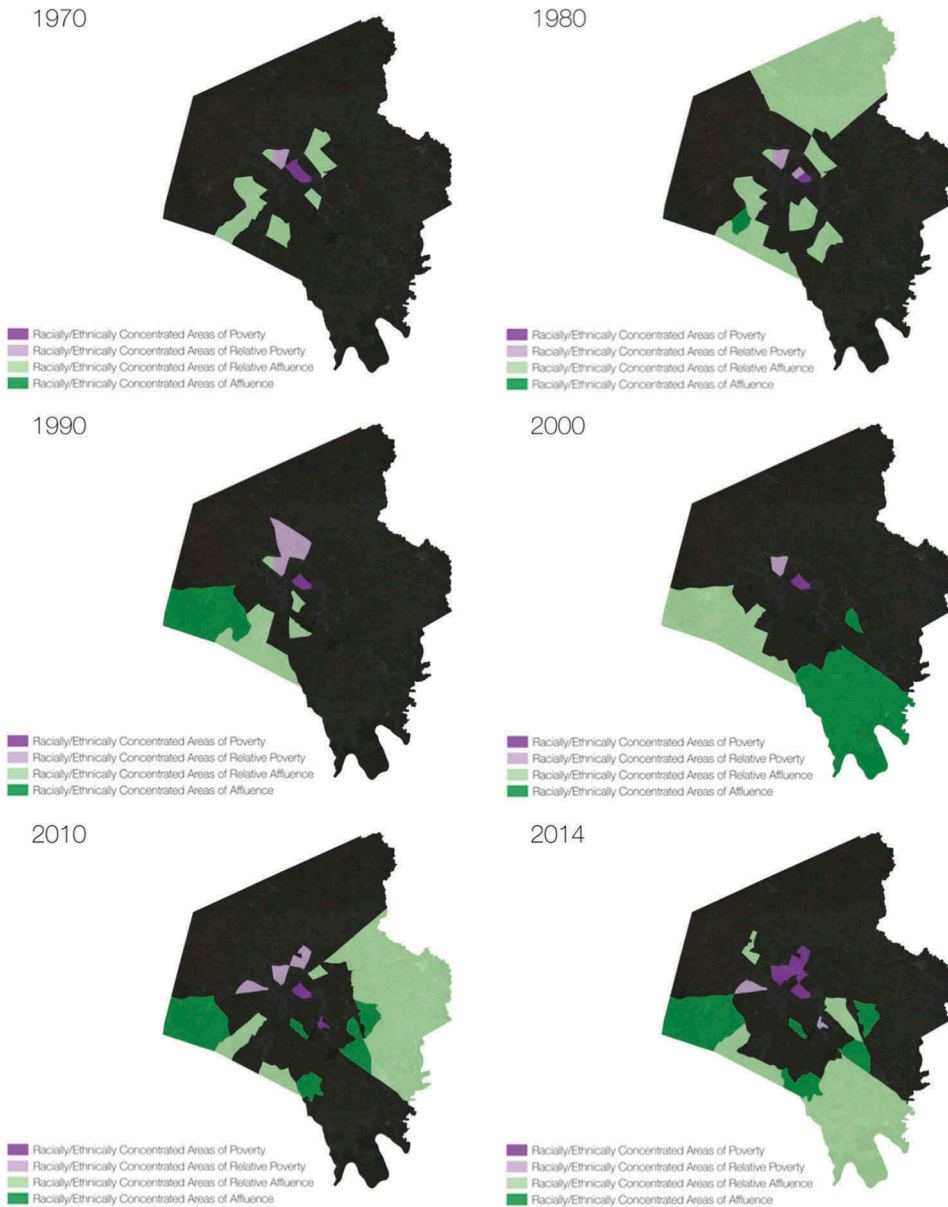 1970
1980
Racially/Ethnically Concentrated Areas of Poverty
Racially/Ethnically Concentrated Areas of Relative Poverty
Racially/Ethnically Concentrated Areas of Relative Affluence
Racially/Ethnically Concentrated Areas of Affluence
Racially/Ethnically Concentrated Areas of Poverty
Racially/Ethnically Concentrated Areas of Relative Poverty
Racially/Ethnically Concentrated Areas of Relative Affluence
Racially/Ethnically Concentrated Areas of Affluence
1990
2000
Racially/Ethnically Concentrated Areas of Poverty
Racially/Ethnically Concentrated Areas of Relative Poverty
Racially/Ethnically Concentrated Areas of Relative Affluence
Racially/Ethnically Concentrated Areas of Affluence
Racially/Ethnically Concentrated Areas of Poverty
Racially/Ethnically Concentrated Areas of Relative Poverty
Racially/Ethnically Concentrated Areas of Relative Affluence
Racially/Ethnically Concentrated Areas of Affluence
2010
2014
Racially/Ethnically Concentrated Areas of Poverty
Racially/Ethnically Concentrated Areas of Relative Poverty
Racially/Ethnically Concentrated Areas of Relative Affluence
Racially/Ethnically Concentrated Areas of Affluence
Racially/Ethnically Concentrated Areas of Poverty
Racially/Ethnically Concentrated Areas of Relative Poverty
Racially/Ethnically Concentrated Areas of Relative Affluence
Racially/Ethnically Concentrated Areas of Affluence